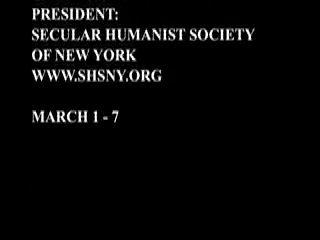 PRESIDENT:
SECULAR HUMANIST SOCIETY
OF NEW YORK
WWW.SHSNY.ORG
MARCH 1 - 7